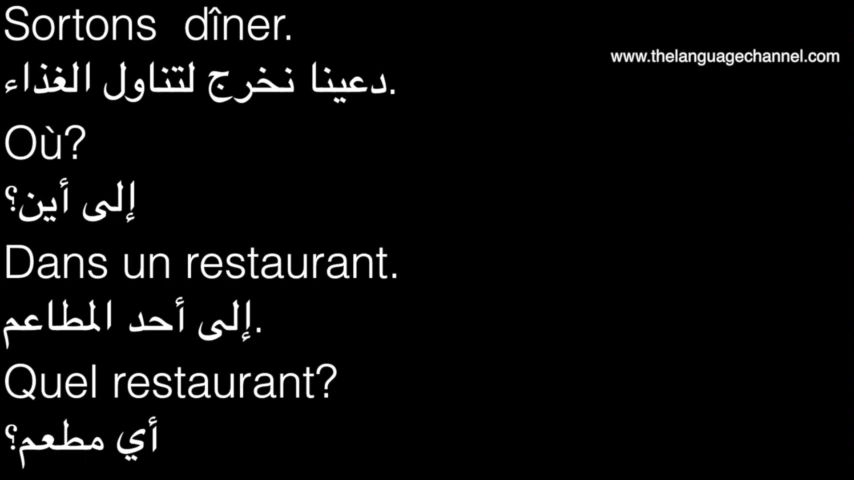 Sortons dîner.
www.thelanguagechannel.com
دعينا نخرج لتناول الغذاء.
Où?
إلى أين؟
Dans un restaurant.
إلى أحد المطاعم.
Quel restaurant?
أي مطعم؟